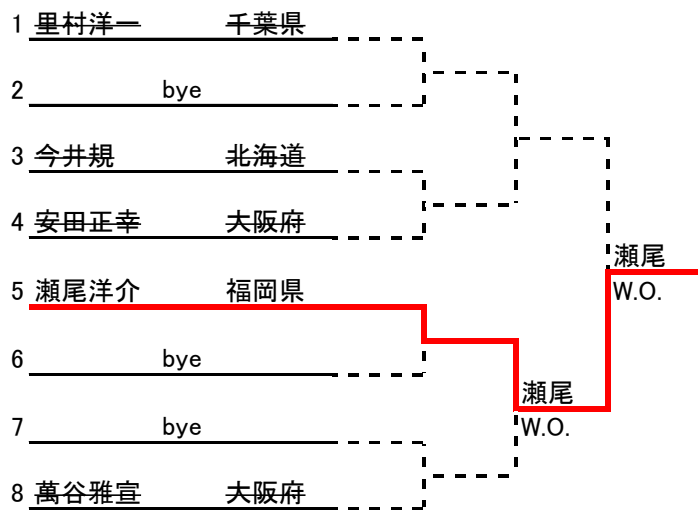 1 里村洋一 千葉県
2 bye
3 今井規 北海道
4 安田正幸 大阪府
瀬尾
5 瀬尾洋介 福岡県 W.O.
6 bye
瀬尾
7 bye W.O.
8 萬谷雅宣 大阪府